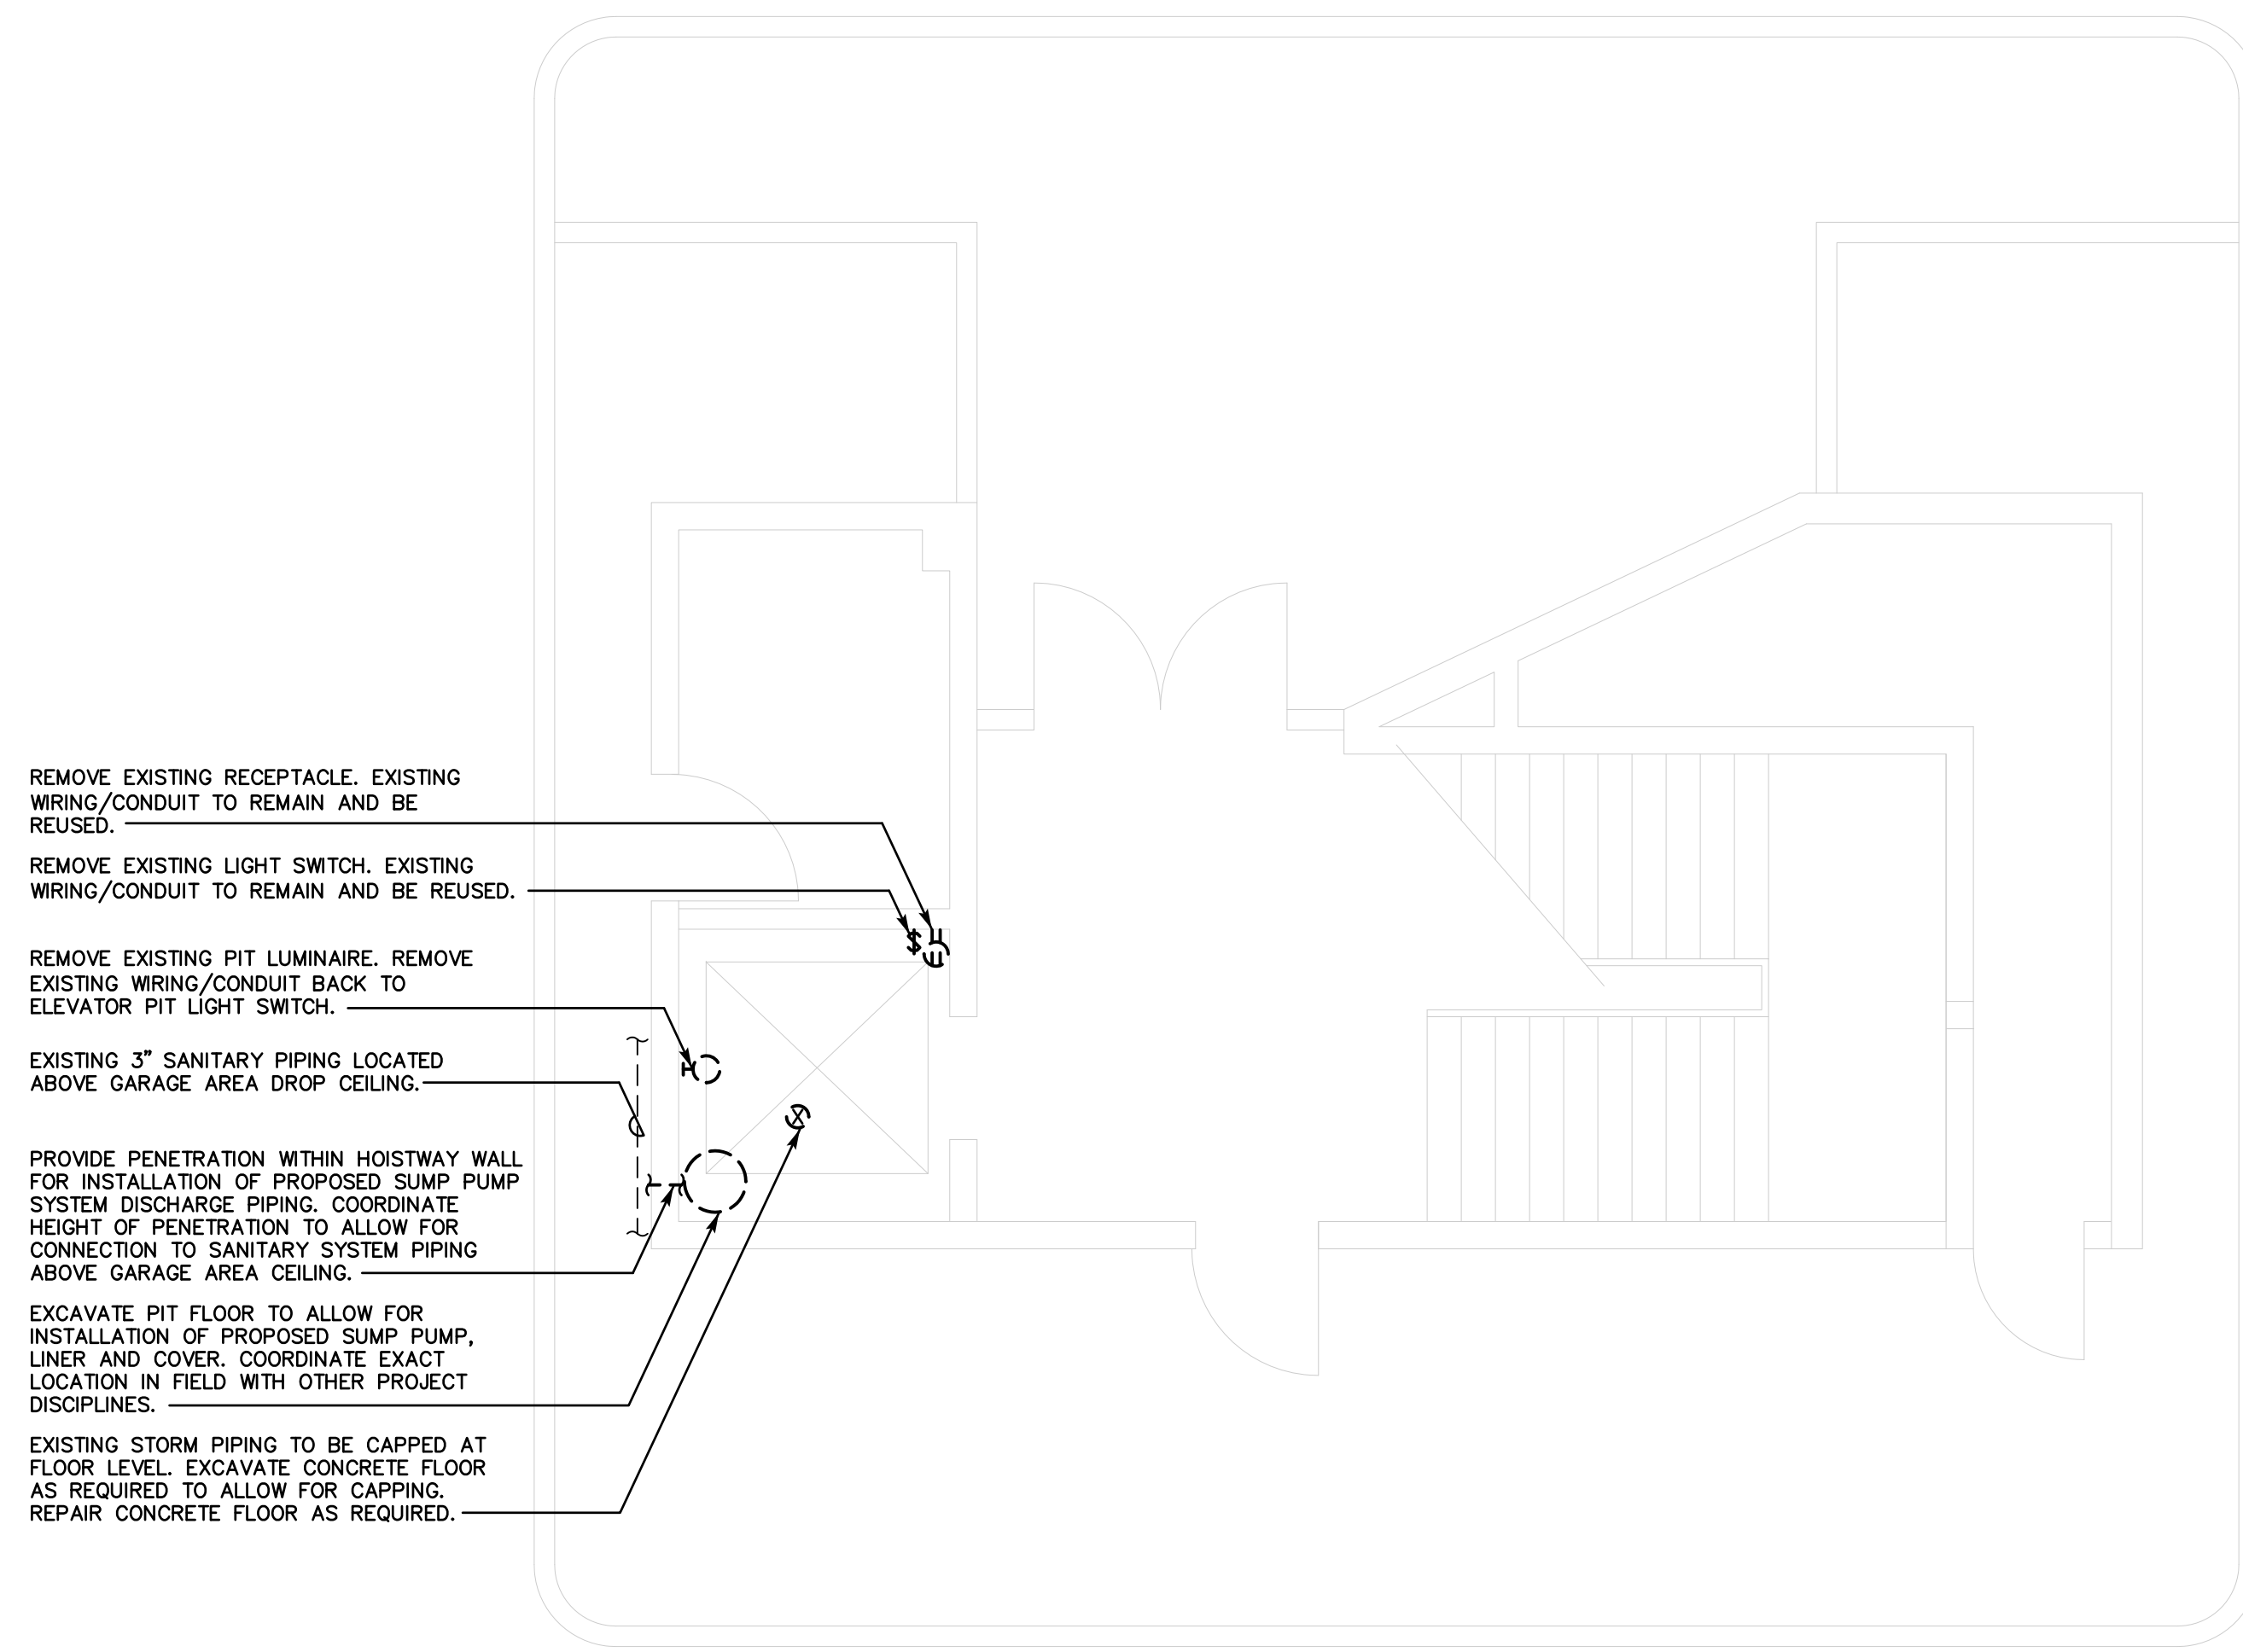 REMOVE EXISTING RECEPTACLE. EXISTING
WIRING/CONDUIT TO REMAIN AND BE
REUSED.
REMOVE EXISTING LIGHT SWITCH. EXISTING
WIRING/CONDUIT TO REMAIN AND BE REUSED.
$
REMOVE EXISTING PIT LUMINAIRE. REMOVE
EXISTING WIRING/CONDUIT BACK TO
ELEVATOR PIT LIGHT SWITCH.
EXISTING 3" SANITARY PIPING LOCATED
ABOVE GARAGE AREA DROP CEILING.
PROVIDE PENETRATION WITHIN HOISTWAY WALL
FOR INSTALLATION OF PROPOSED SUMP PUMP
SYSTEM DISCHARGE PIPING. COORDINATE
HEIGHT OF PENETRATION TO ALLOW FOR
CONNECTION TO SANITARY SYSTEM PIPING
ABOVE GARAGE AREA CEILING.
EXCAVATE PIT FLOOR TO ALLOW FOR
INSTALLATION OF PROPOSED SUMP PUMP,
LINER AND COVER. COORDINATE EXACT
LOCATION IN FIELD WITH OTHER PROJECT
DISCIPLINES.
EXISTING STORM PIPING TO BE CAPPED AT
FLOOR LEVEL. EXCAVATE CONCRETE FLOOR
AS REQUIRED TO ALLOW FOR CAPPING.
REPAIR CONCRETE FLOOR AS REQUIRED.